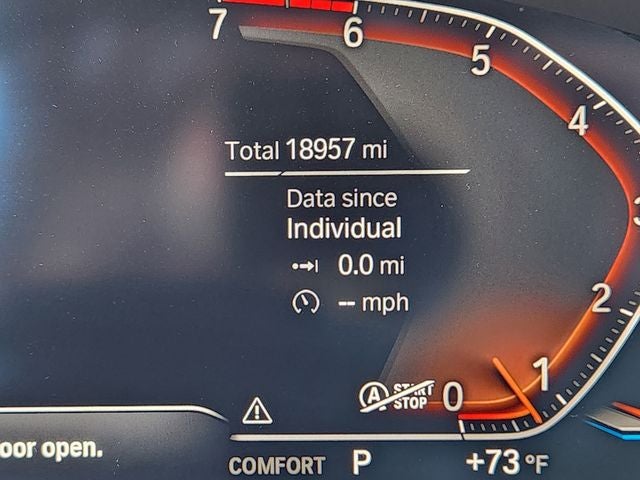 7
6
5
4
Total 18957 mi
Data since
Individual
0.0 mi
-- mph
2
1
A START
STOP
0
oor open.
COMFORT P +73 °F